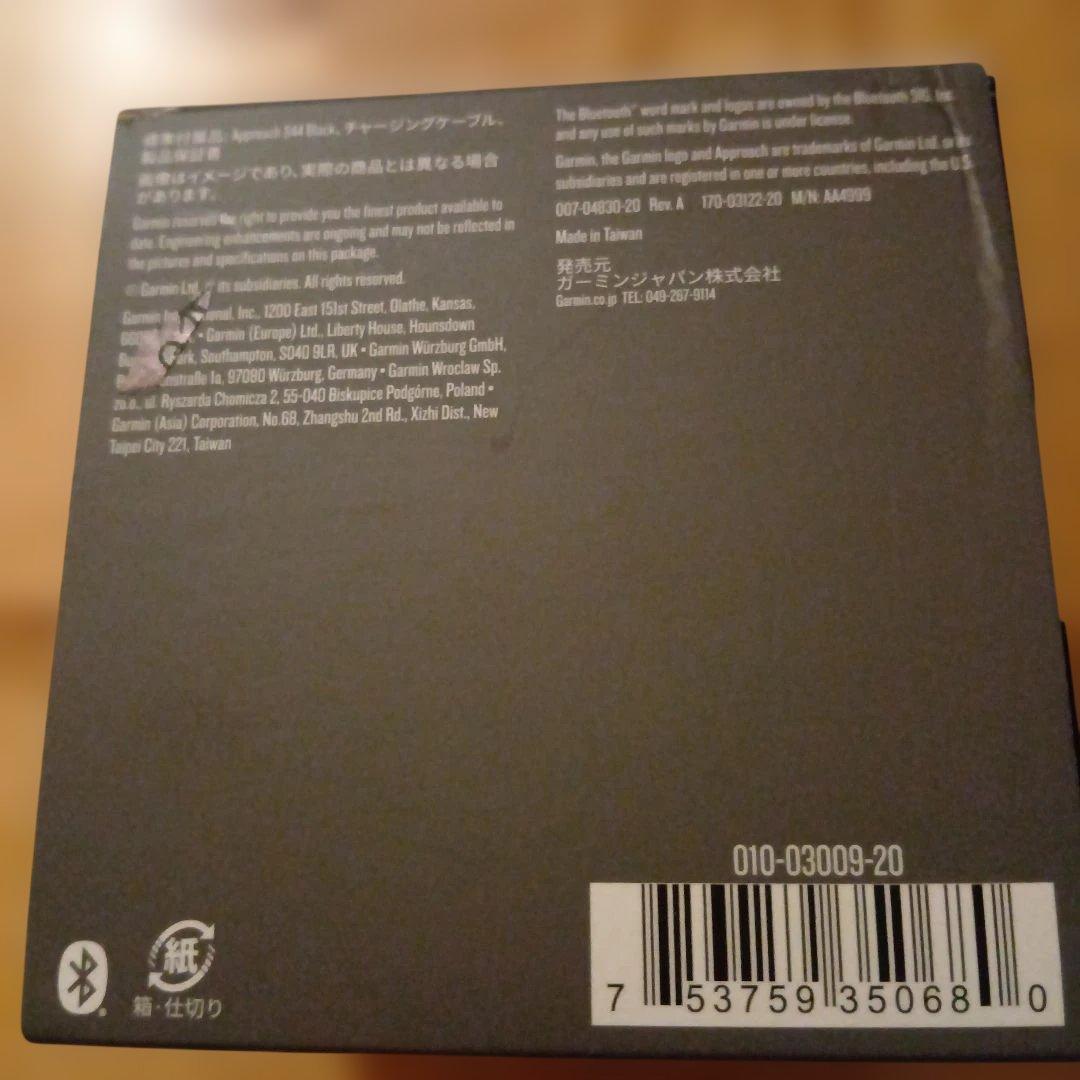 標準付属品: Approach S44 Black、チャージングケーブル、
製品保証書
画像はイメージであり、実際の商品とは異なる場合
があります。
Garmin reserves the right to provide you the finest product available to
date. Engineering enhancements are ongoing and may not be reflected in
the pictures and specifications on this package.
© Garmin Ltd. its subsidiaries. All rights reserved.
Garmin Inc., 1200 East 151st Street, Olathe, Kansas,
• Garmin (Europe) Ltd., Liberty House, Hounsdown
Park, Southampton, SO40 9LR, UK • Garmin Würzburg GmbH,
1a, 97080 Würzburg, Germany • Garmin Wroclaw Sp.
z.o.o., ul. Ryszarda Chomicza 2, 55-040 Biskupice Podgórne, Poland •
Garmin (Asia) Corporation, No.68, Zhangshu 2nd Rd., Xizhi Dist., New
Taipei City 221, Taiwan
The Bluetooth® word mark and logos are owned by the Bluetooth SIG, Inc.
and any use of such marks by Garmin is under license.
Garmin, the Garmin logo and Approach are trademarks of Garmin Ltd. or its
subsidiaries and are registered in one or more countries, including the U.S.
007-04830-20 Rev. A 170-03122-20 M/N: AA4999
Made in Taiwan
発売元
ガーミンジャパン株式会社
Garmin.co.jp TEL: 049-267-9114
010-03009-20
7 53759 35068 0
紙
箱・仕切り